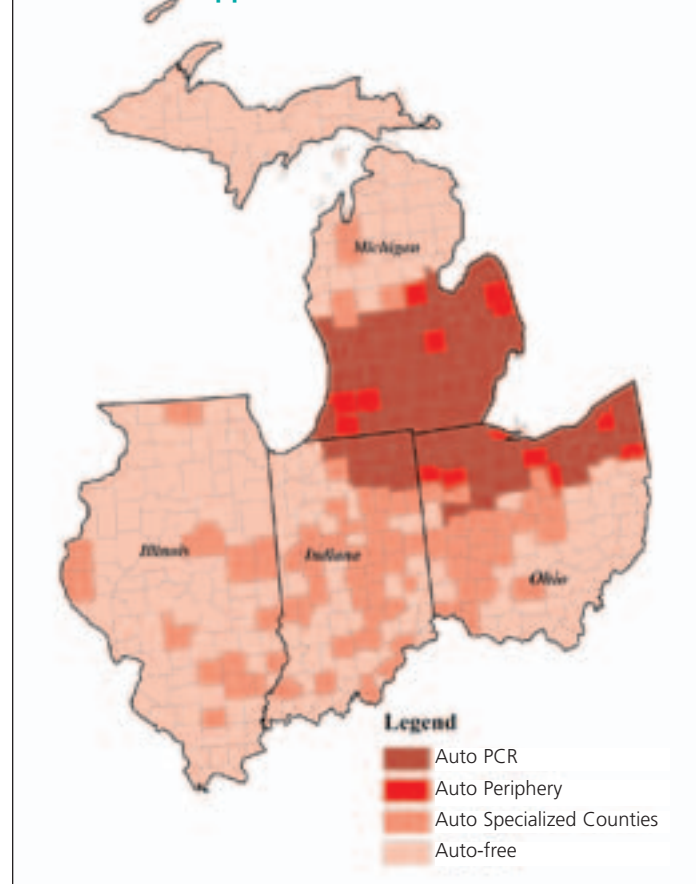 Michigan
Illinois
Indiana
Ohio
Legend
Auto PCR
Auto Periphery
Auto Specialized Counties
Auto-free